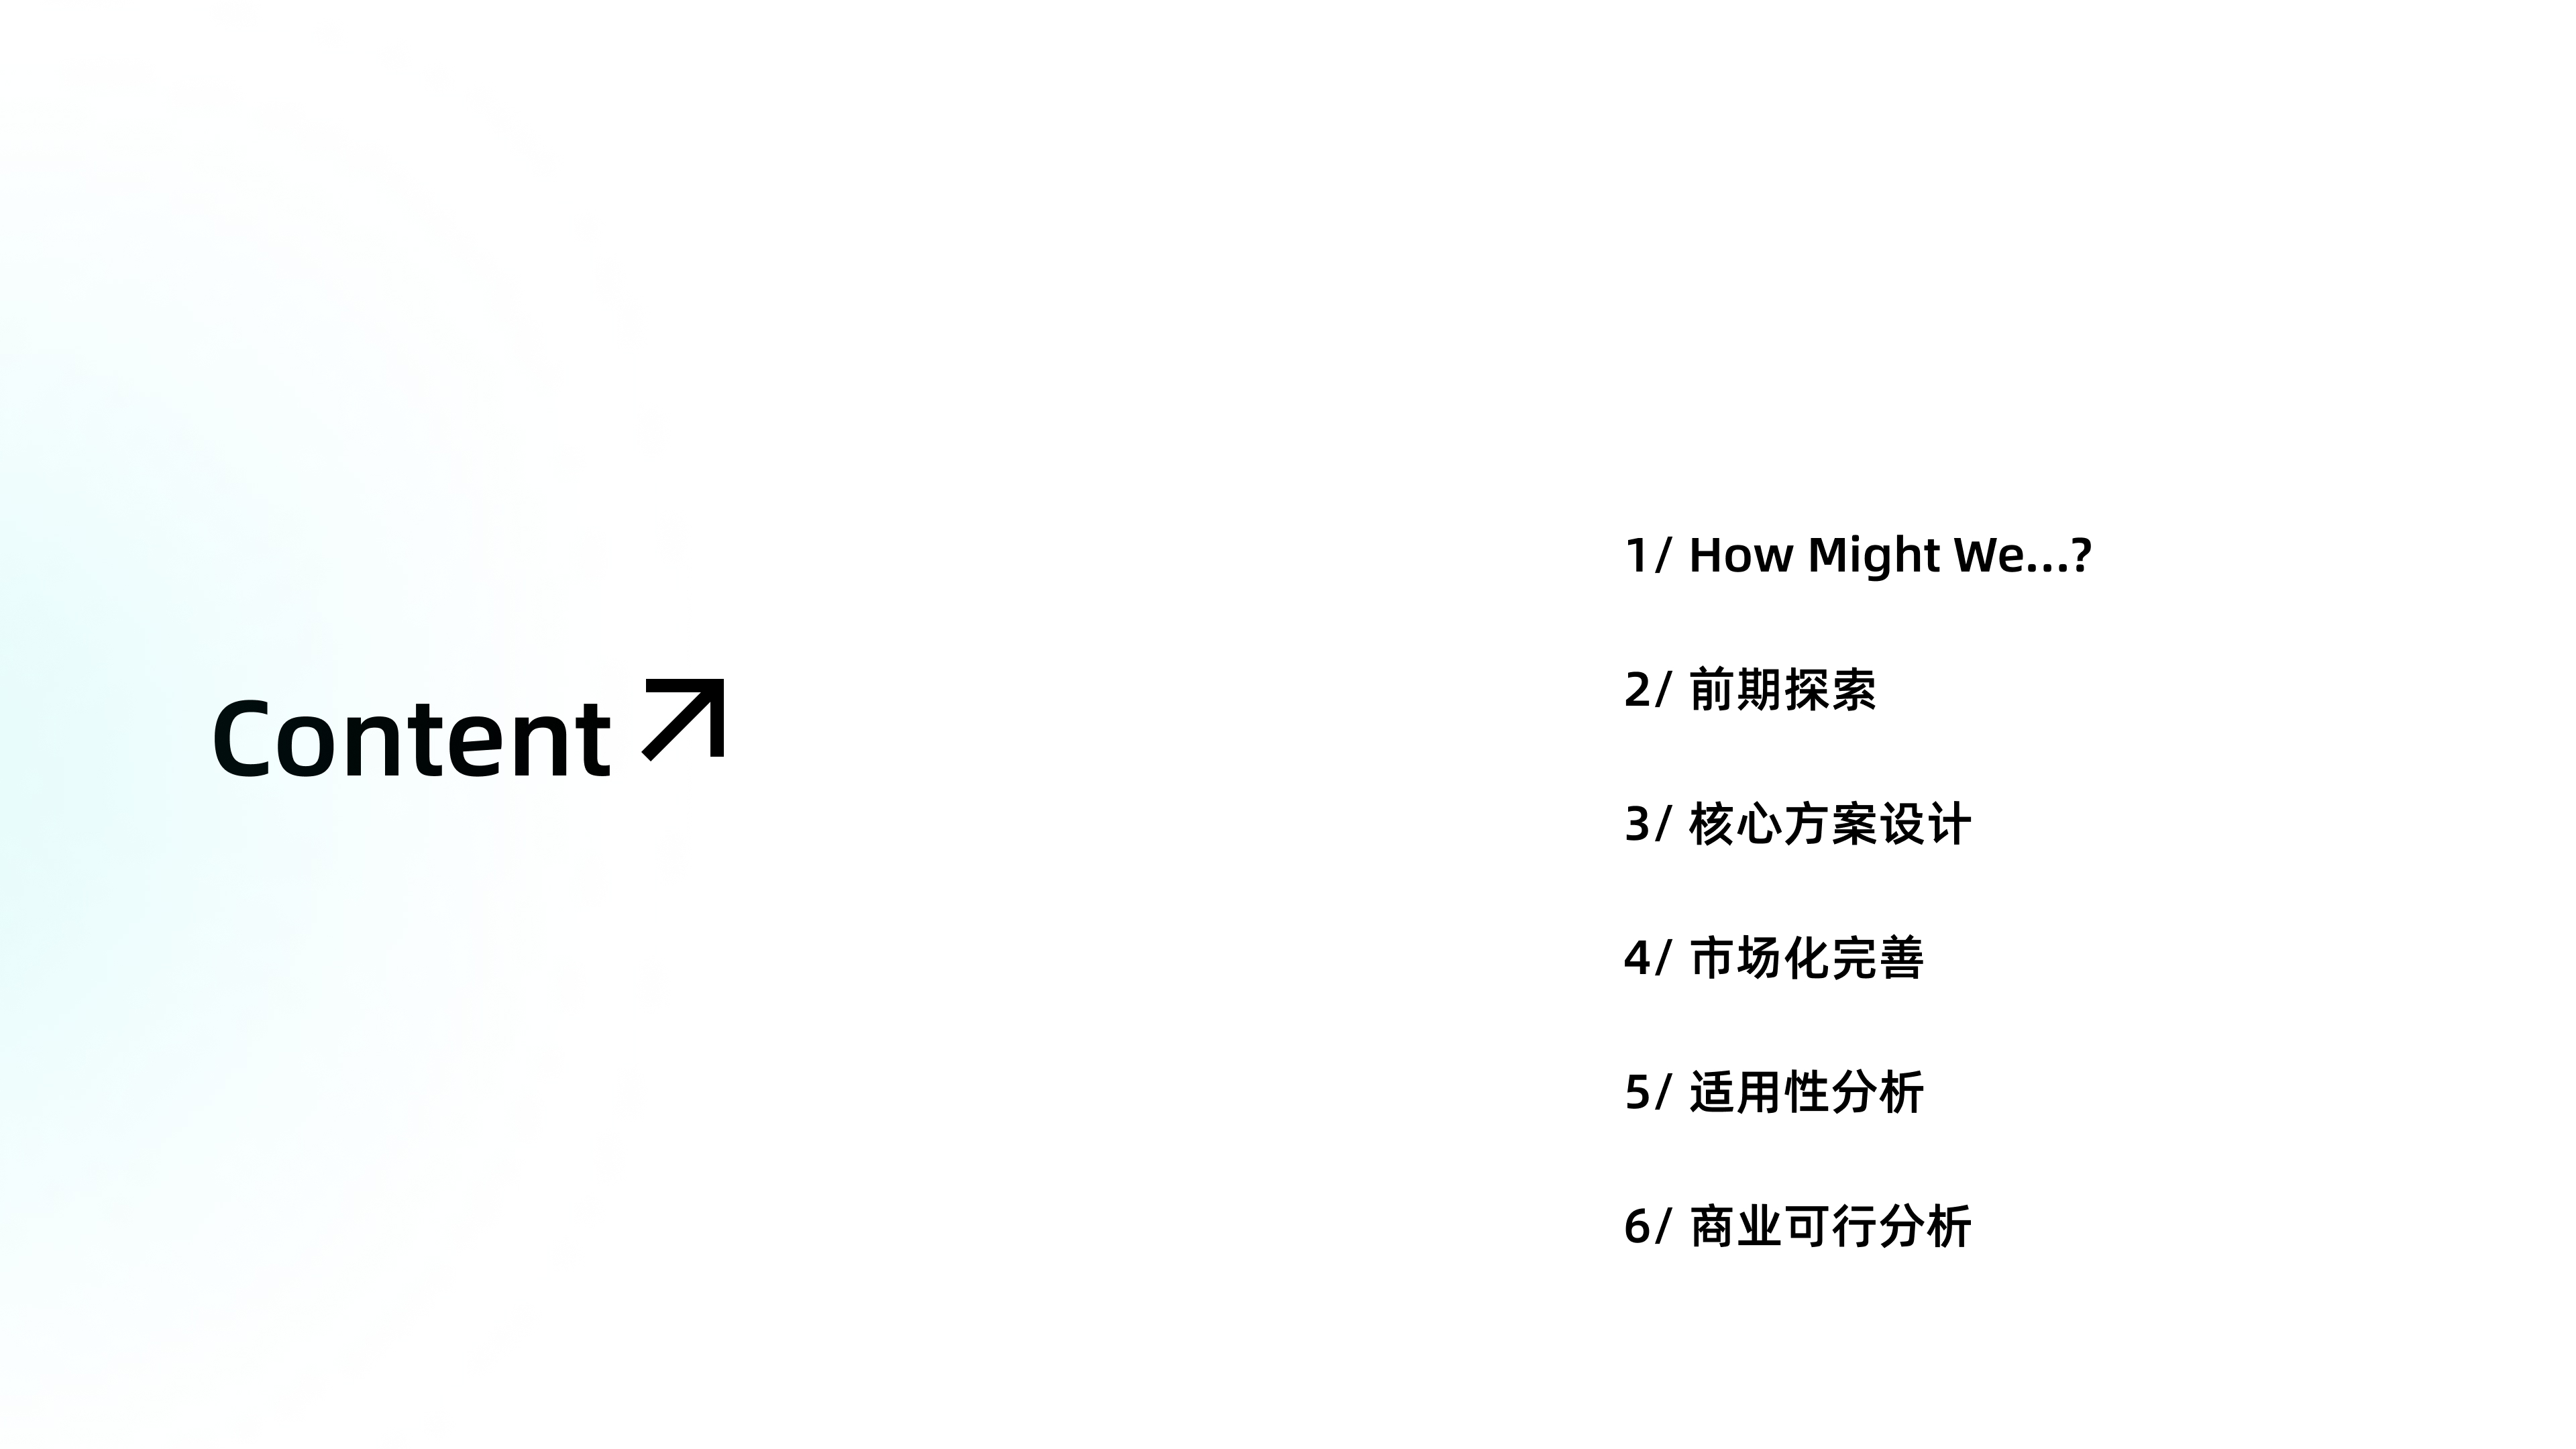 Content
1/ How Might We...?
2/ 前期探索
3/ 核心方案设计
4/ 市场化完善
5/ 适用性分析
6/ 商业可行分析